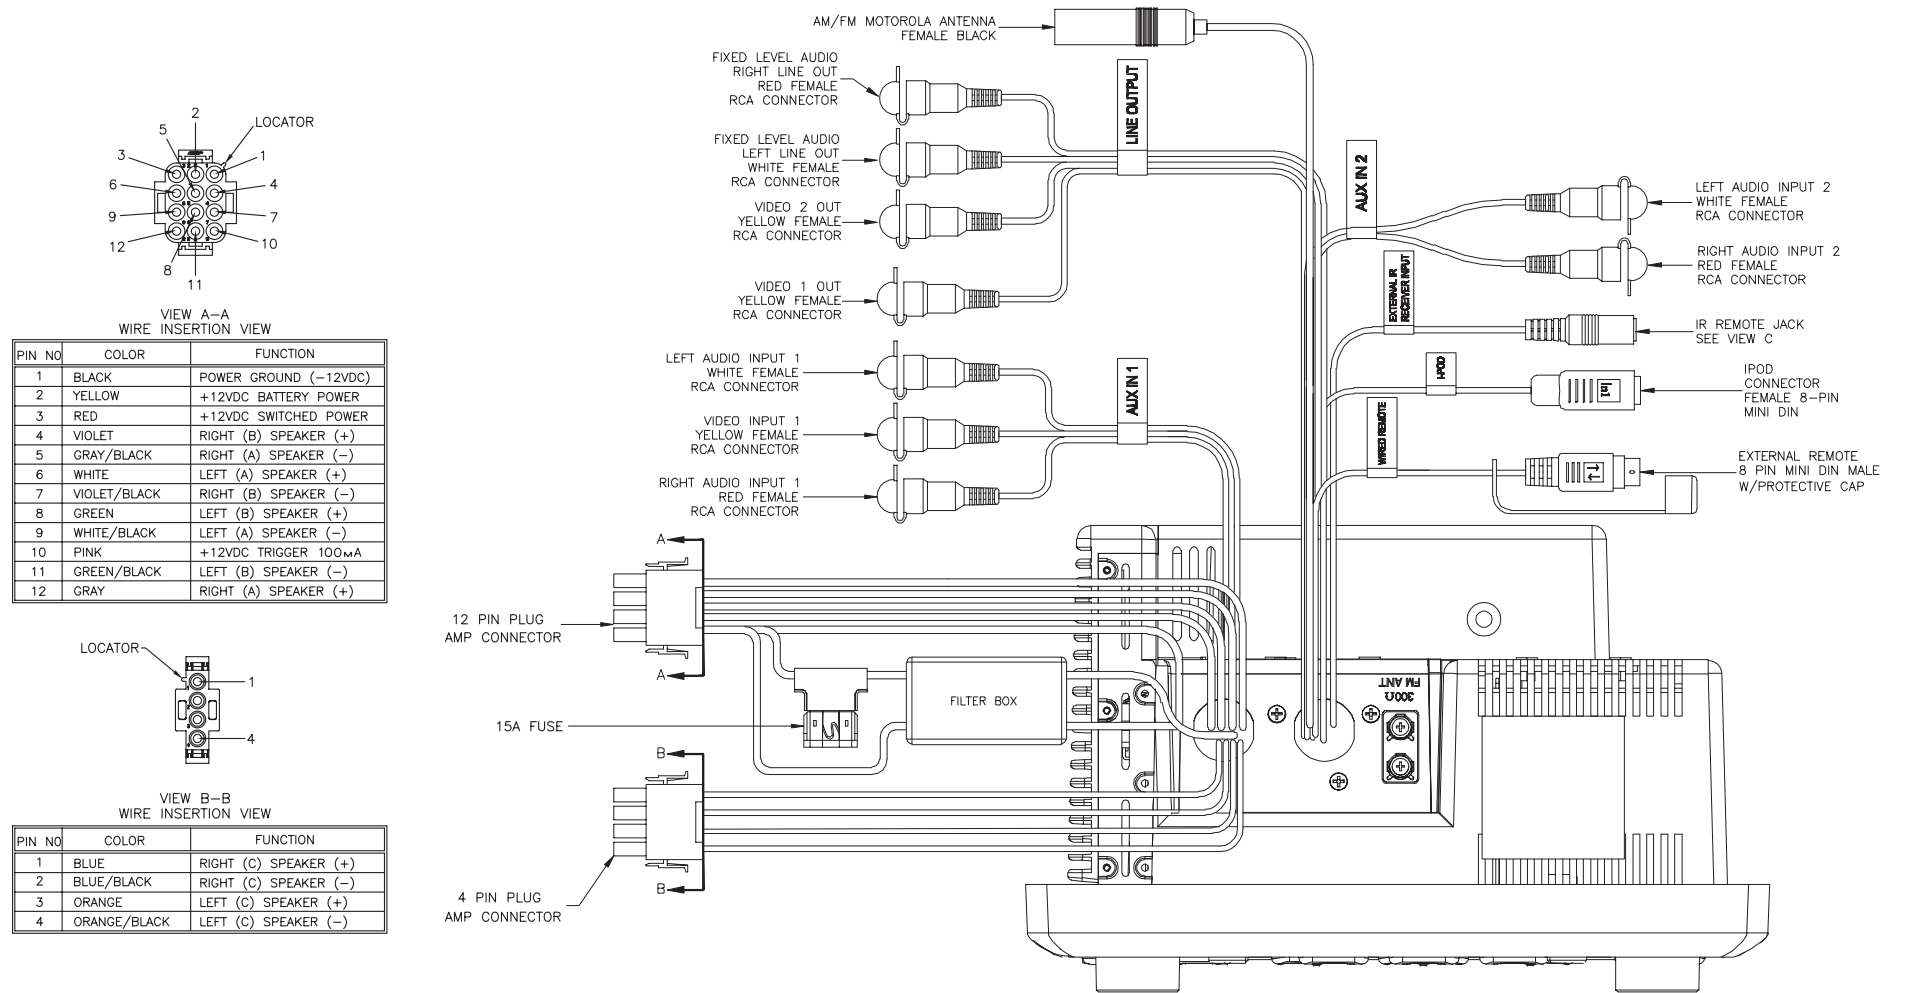 2
5
LOCATOR
3
1
6
4
9
7
12
10
8
11
VIEW A–A
WIRE INSERTION VIEW
PIN NO COLOR FUNCTION
1 BLACK POWER GROUND (–12VDC)
2 YELLOW +12VDC BATTERY POWER
3 RED +12VDC SWITCHED POWER
4 VIOLET RIGHT (B) SPEAKER (+)
5 GRAY/BLACK RIGHT (A) SPEAKER (–)
6 WHITE LEFT (A) SPEAKER (+)
7 VIOLET/BLACK RIGHT (B) SPEAKER (–)
8 GREEN LEFT (B) SPEAKER (+)
9 WHITE/BLACK LEFT (A) SPEAKER (–)
10 PINK +12VDC TRIGGER 100MA
11 GREEN/BLACK LEFT (B) SPEAKER (–)
12 GRAY RIGHT (A) SPEAKER (+)
LOCATOR
1
4
VIEW B–B
WIRE INSERTION VIEW
PIN NO COLOR FUNCTION
1 BLUE RIGHT (C) SPEAKER (+)
2 BLUE/BLACK RIGHT (C) SPEAKER (–)
3 ORANGE LEFT (C) SPEAKER (+)
4 ORANGE/BLACK LEFT (C) SPEAKER (–)
AM/FM MOTOROLA ANTENNA
FEMALE BLACK
FIXED LEVEL AUDIO
RIGHT LINE OUT
RED FEMALE
RCA CONNECTOR
FIXED LEVEL AUDIO
LEFT LINE OUT
WHITE FEMALE
RCA CONNECTOR
VIDEO 2 OUT
YELLOW FEMALE
RCA CONNECTOR
VIDEO 1 OUT
YELLOW FEMALE
RCA CONNECTOR
LINE OUTPUT
LEFT AUDIO INPUT 1
WHITE FEMALE
RCA CONNECTOR
VIDEO INPUT 1
YELLOW FEMALE
RCA CONNECTOR
RIGHT AUDIO INPUT 1
RED FEMALE
RCA CONNECTOR
AUX IN 1
AUX IN 2
LEFT AUDIO INPUT 2
WHITE FEMALE
RCA CONNECTOR
RIGHT AUDIO INPUT 2
RED FEMALE
RCA CONNECTOR
EXTERNAL IR
RECEIVER INPUT
IR REMOTE JACK
SEE VIEW C
I-POD
In1
IPOD
CONNECTOR
FEMALE 8–PIN
MINI DIN
WIRED REMOTE
EXTERNAL REMOTE
8 PIN MINI DIN MALE
W/PROTECTIVE CAP
A
12 PIN PLUG
AMP CONNECTOR
A
15A FUSE
FILTER BOX
B
B
4 PIN PLUG
AMP CONNECTOR
300Ω
FM ANT